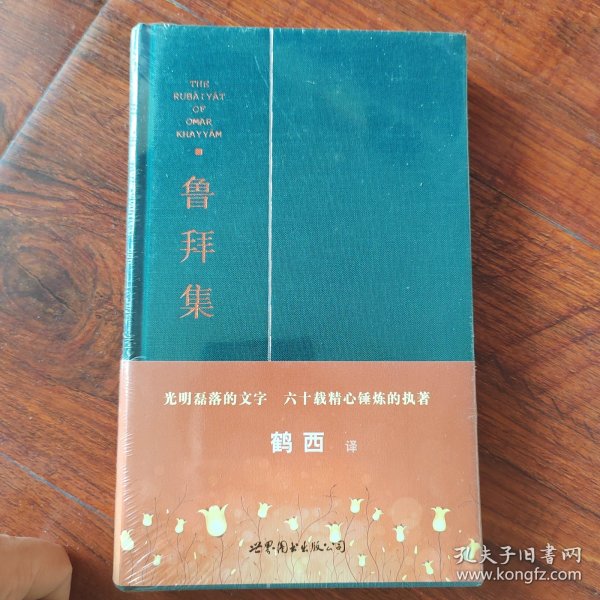 THE
RUBÁIYÁT
OF
OMAR
KHAYYÁM
鲁拜集
光明磊落的文字 六十载精心锤炼的执著
鹤西 译
世界图书出版公司
孔夫子旧书网
www.kongfz.com